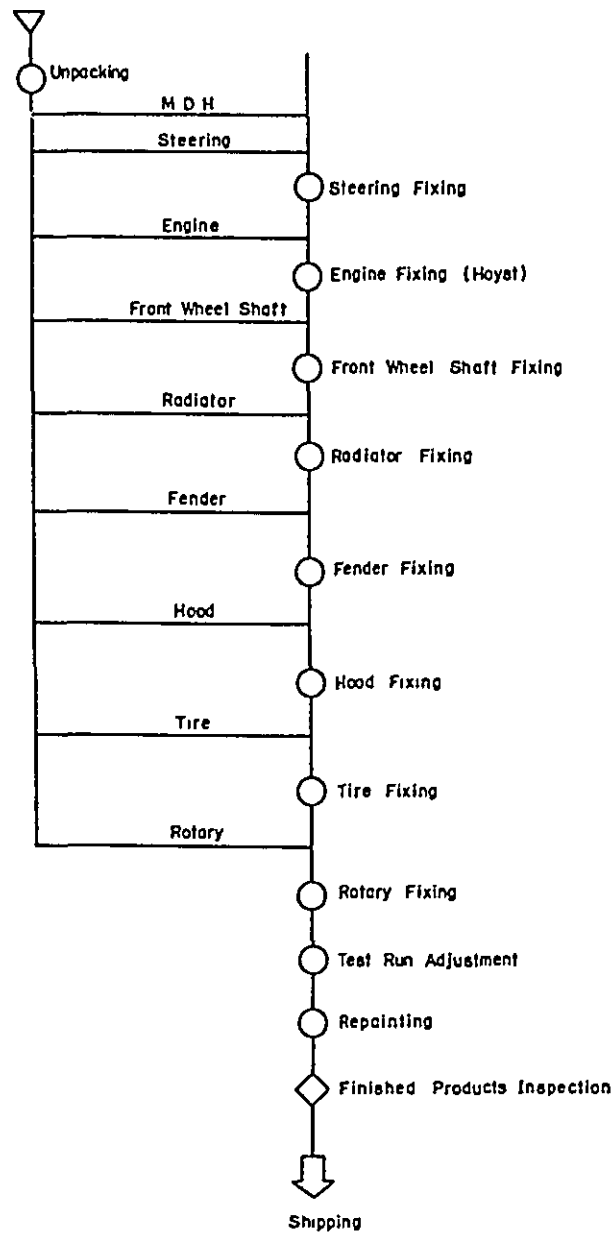 Unpacking
M D H
Steering
Steering Fixing
Engine
Engine Fixing (Hoyst)
Front Wheel Shaft
Front Wheel Shaft Fixing
Radiator
Radiator Fixing
Fender
Fender Fixing
Hood
Hood Fixing
Tire
Tire Fixing
Rotary
Rotary Fixing
Test Run Adjustment
Repainting
Finished Products Inspection
Shipping